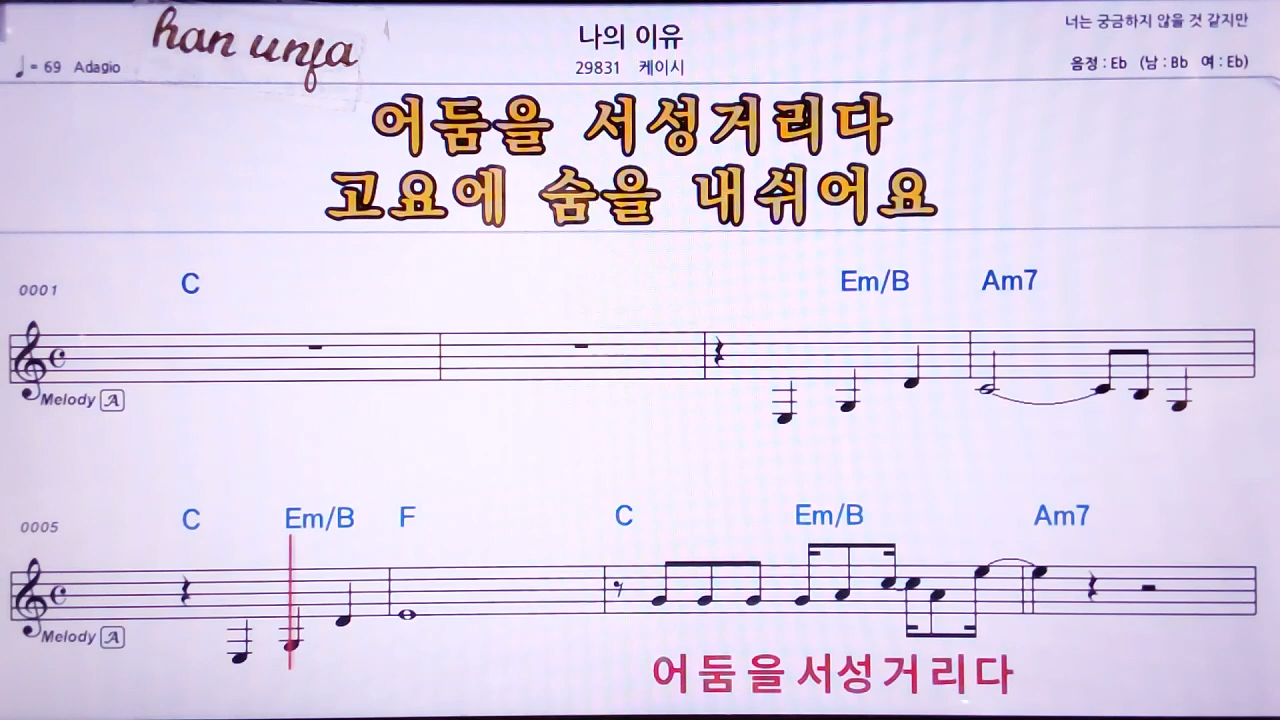 han unja
나의 이유
너는 궁금하지 않을 것 같지만
♩= 69 Adagio
29831 케이시
음정 : Eb (남 : Bb 여 : Eb)
어둠을 서성거리다
고요에 숨을 내쉬어요
0001 C Em/B Am7
Melody A
0005 C Em/B F C Em/B Am7
Melody A
어둠을서성거리다